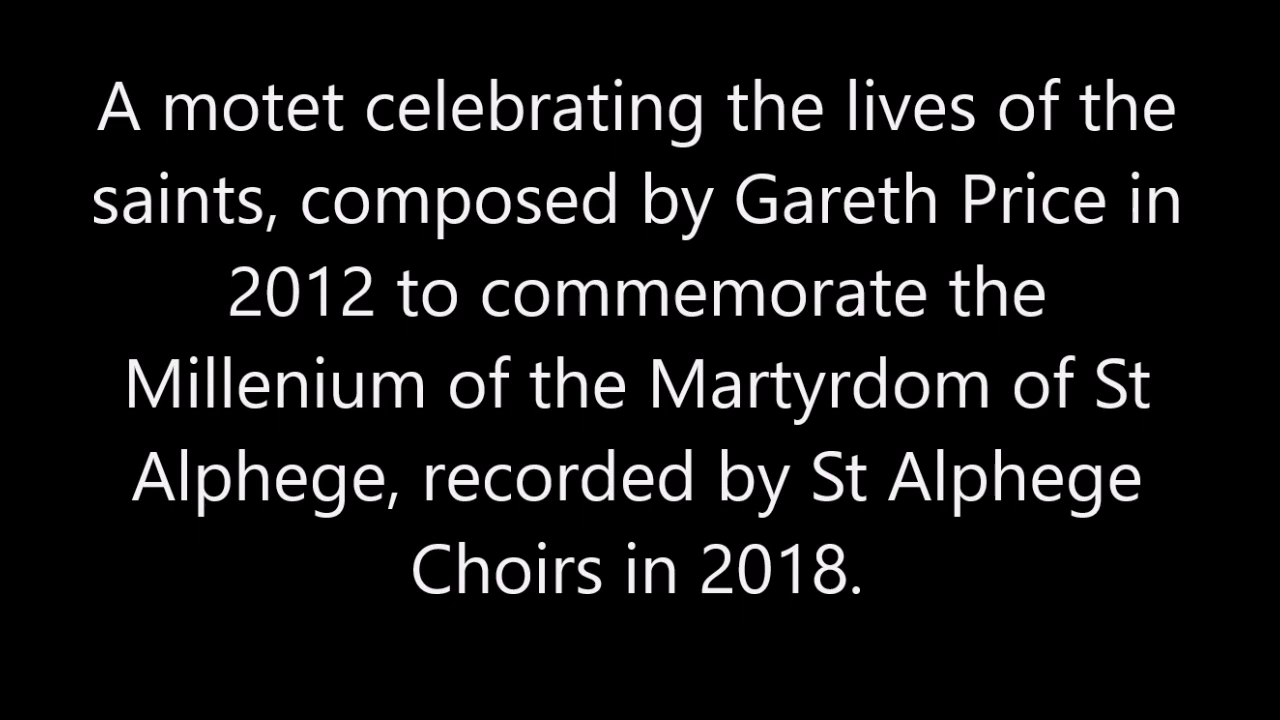 A motet celebrating the lives of the
saints, composed by Gareth Price in
2012 to commemorate the
Millenium of the Martyrdom of St
Alphege, recorded by St Alphege
Choirs in 2018.